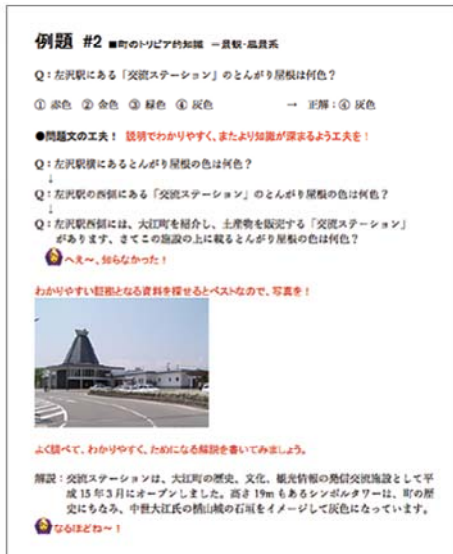 例題 #2 ■町のトリビア的知識 －景観・風景系
Q：左沢駅にある「交流ステーション」のとんがり屋根は何色？
① 赤色 ② 金色 ③ 緑色 ④ 灰色 → 正解：④ 灰色
●問題文の工夫！ 説明でわかりやすく、またより知識が深まるよう工夫を！
Q：左沢駅横にあるとんがり屋根の色は何色？
↓
Q：左沢駅の西側にある「交流ステーション」のとんがり屋根の色は何色？
↓
Q：左沢駅西側には、大江町を紹介し、土産物を販売する「交流ステーション」
があります、さてこの施設の上に載るとんがり屋根の色は何色？
へえ～、知らなかった！
わかりやすい証拠となる資料を探せるとベストなので、写真を！
よく調べて、わかりやすく、ためになる解説を書いてみましょう。
解説：交流ステーションは、大江町の歴史、文化、観光情報の発信交流施設として平
成 15 年 3 月にオープンしました。高さ 19m もあるシンボルタワーは、町の歴
史にちなみ、中世大江氏の楯山城の石垣をイメージして灰色になっています。
なるほどね～！